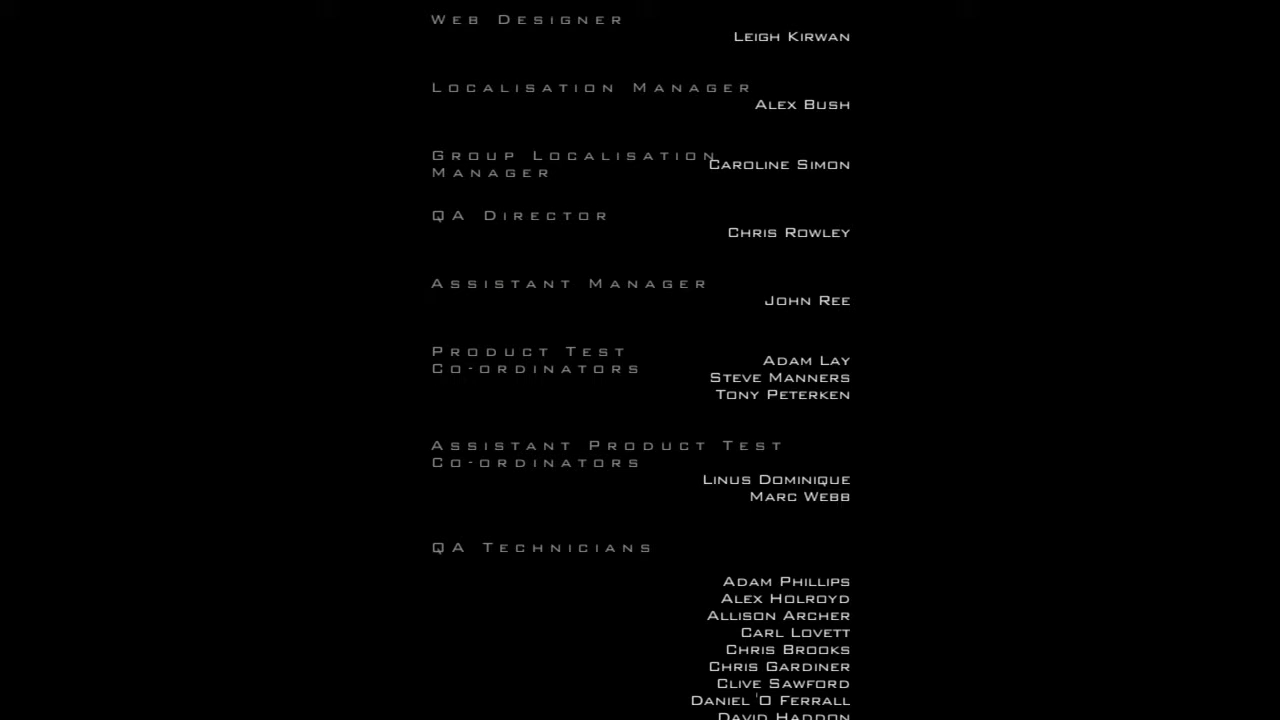 Web Designer
Leigh Kirwan
Localisation Manager
Alex Bush
Group Localisation
Caroline Simon
Manager
QA Director
Chris Rowley
Assistant Manager
John Ree
Product Test
Adam Lay
Co-ordinators
Steve Manners
Tony Peterken
Assistant Product Test
Co-ordinators
Linus Dominique
Marc Webb
QA Technicians
Adam Phillips
Alex Holroyd
Allison Archer
Carl Lovett
Chris Brooks
Chris Gardiner
Clive Sawford
Daniel 'O Ferrall
David Haddon